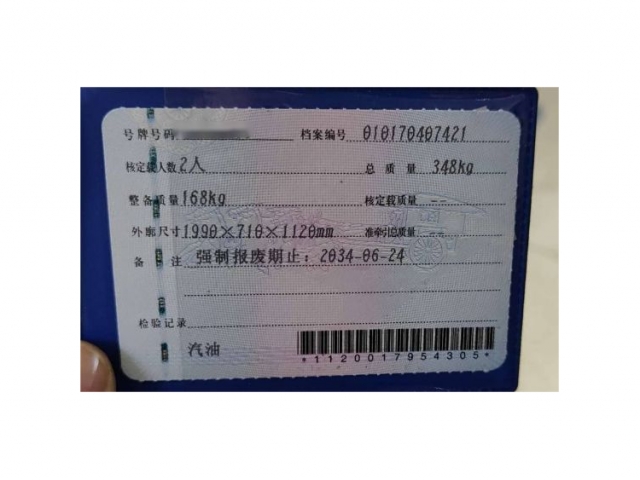 号牌号码 档案编号 010170407421
核定载人数 2人 总质量 348kg
整备质量 168kg 核定载质量 --
外廓尺寸 1990×710×1120mm 准牵引总质量 --
备注 强制报废期止：2034-06-24
检验记录
汽油
*1120017954305*